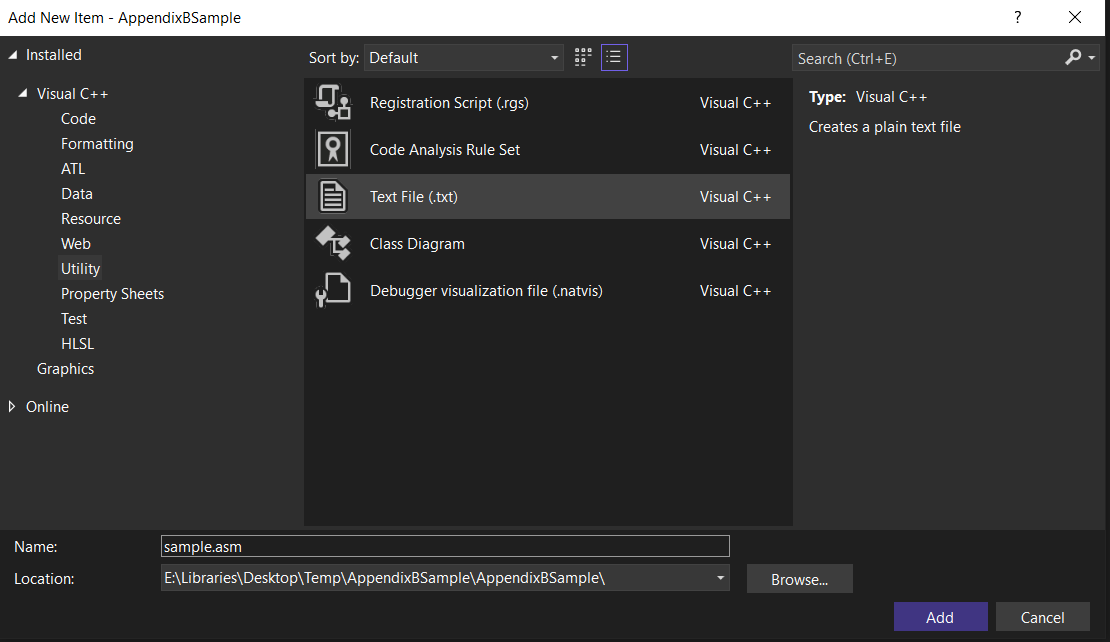 Add New Item - AppendixBSample
?
Installed
Visual C++
Code
Formatting
ATL
Data
Resource
Web
Utility
Property Sheets
Test
HLSL
Graphics
Online
Sort by: Default
Registration Script (.rgs) Visual C++
Code Analysis Rule Set Visual C++
Text File (.txt) Visual C++
Class Diagram Visual C++
Debugger visualization file (.natvis) Visual C++
Search (Ctrl+E)
Type: Visual C++
Creates a plain text file
Name: sample.asm
Location: E:\Libraries\Desktop\Temp\AppendixBSample\AppendixBSample\
Browse...
Add Cancel